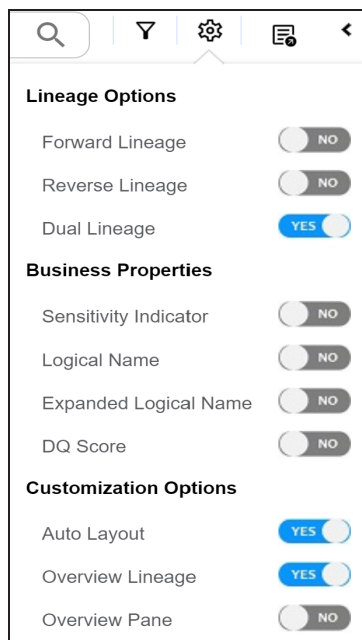 Lineage Options
Forward Lineage NO
Reverse Lineage NO
Dual Lineage YES
Business Properties
Sensitivity Indicator NO
Logical Name NO
Expanded Logical Name NO
DQ Score NO
Customization Options
Auto Layout YES
Overview Lineage YES
Overview Pane NO